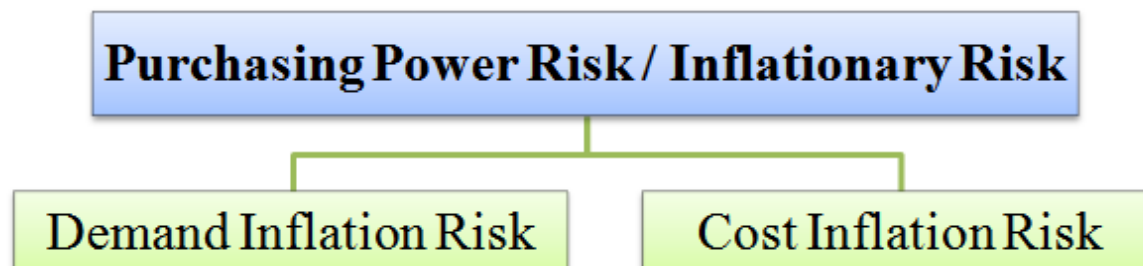 Purchasing Power Risk / Inflationary Risk
Demand Inflation Risk
Cost Inflation Risk